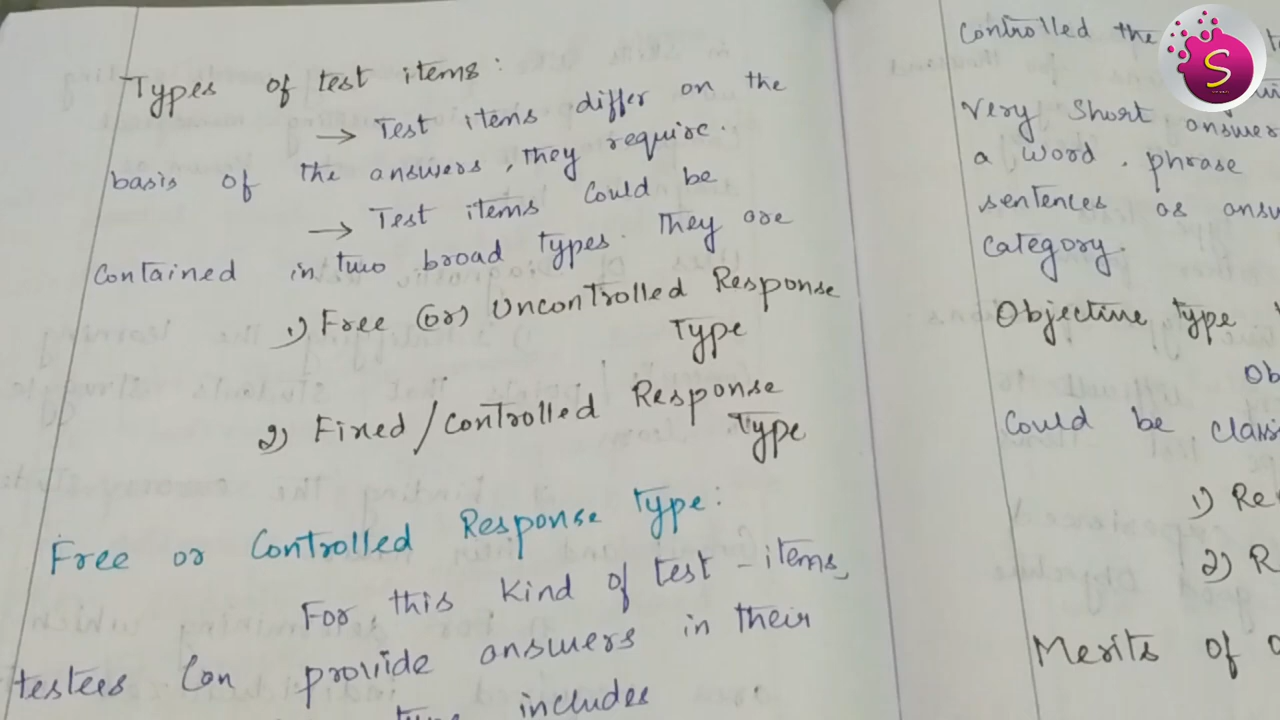 Types of test items:
→ Test items differ on the
basis of the answers, they require.
→ Test items could be
contained in two broad types. They are
1) Free (or) Uncontrolled Response
Type
2) Fixed/Controlled Response
Type
Free or Controlled Response Type:
For, this kind of test-items,
testees can provide answers in their
includes
controlled the
very short answer
a word, phrase
sentences as
category.
Objective type
could be
1)
2)
Merits of
S